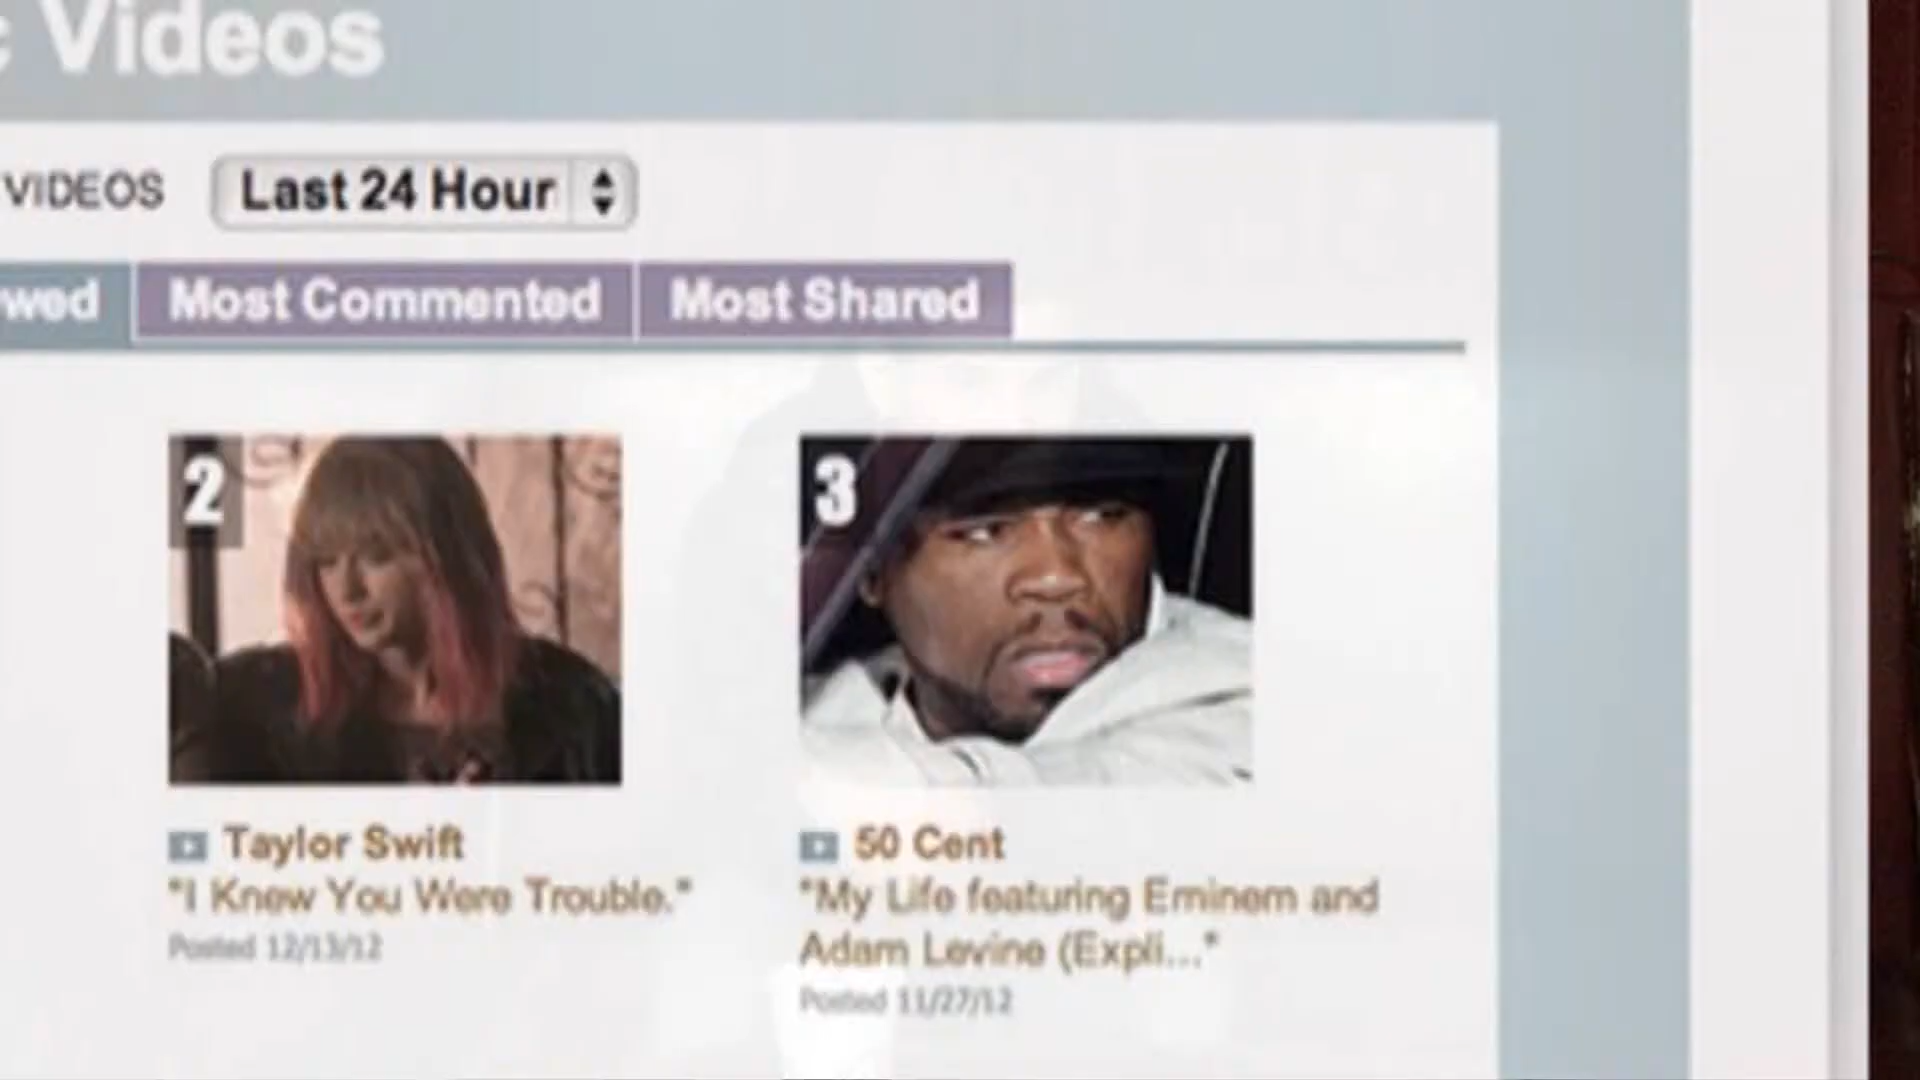 Videos
VIDEOS Last 24 Hour
wed Most Commented Most Shared
2 3
Taylor Swift
"I Knew You Were Trouble."
Posted 12/13/12
50 Cent
"My Life featuring Eminem and
Adam Levine (Expli..."
Posted 11/27/12